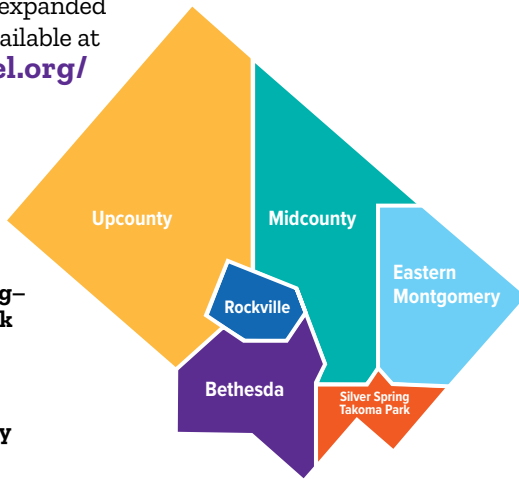 expanded
ailable at
el.org/
Upcounty
Midcounty
Eastern
Montgomery
g–
k
Rockville
Bethesda
Silver Spring
Takoma Park
y